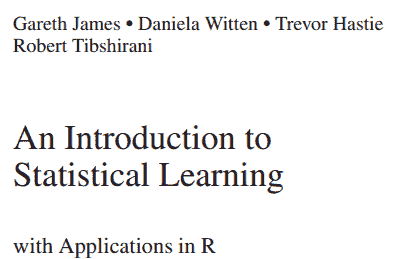 Gareth James • Daniela Witten • Trevor Hastie
Robert Tibshirani
An Introduction to
Statistical Learning
with Applications in R